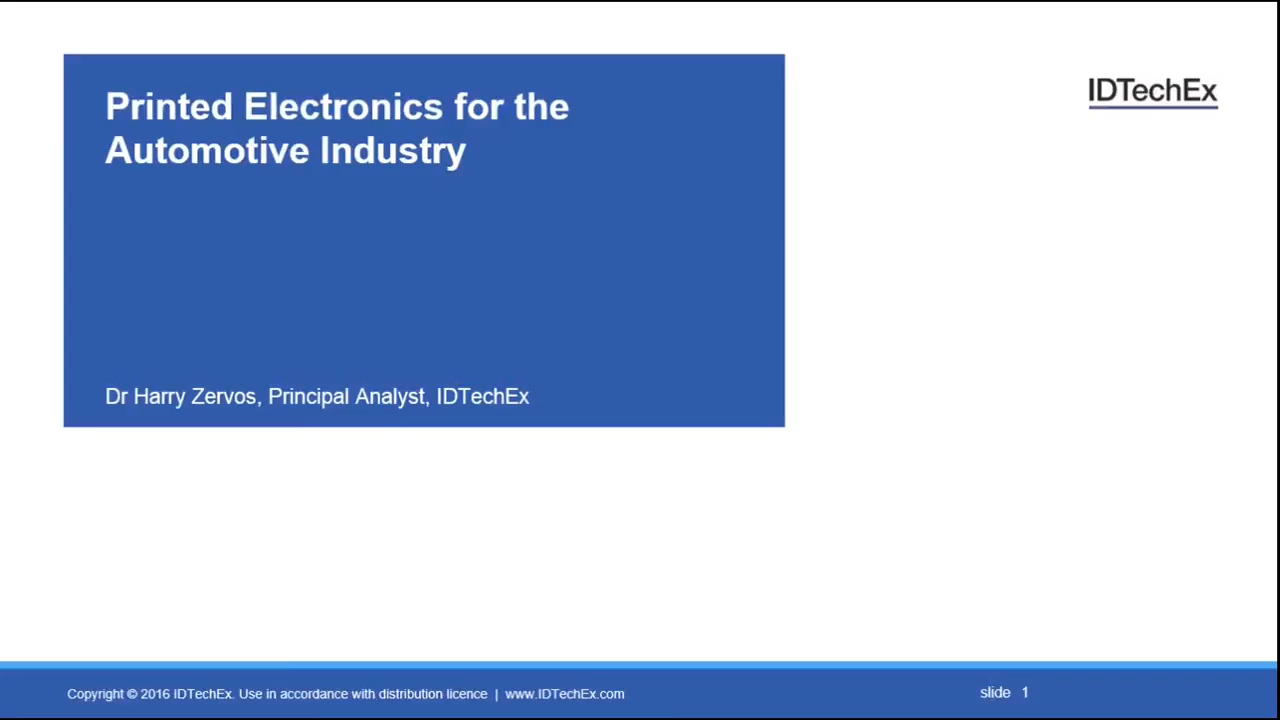 Printed Electronics for the
Automotive Industry
IDTechEx
Dr Harry Zervos, Principal Analyst, IDTechEx
Copyright © 2016 IDTechEx. Use in accordance with distribution licence | www.IDTechEx.com
slide 1